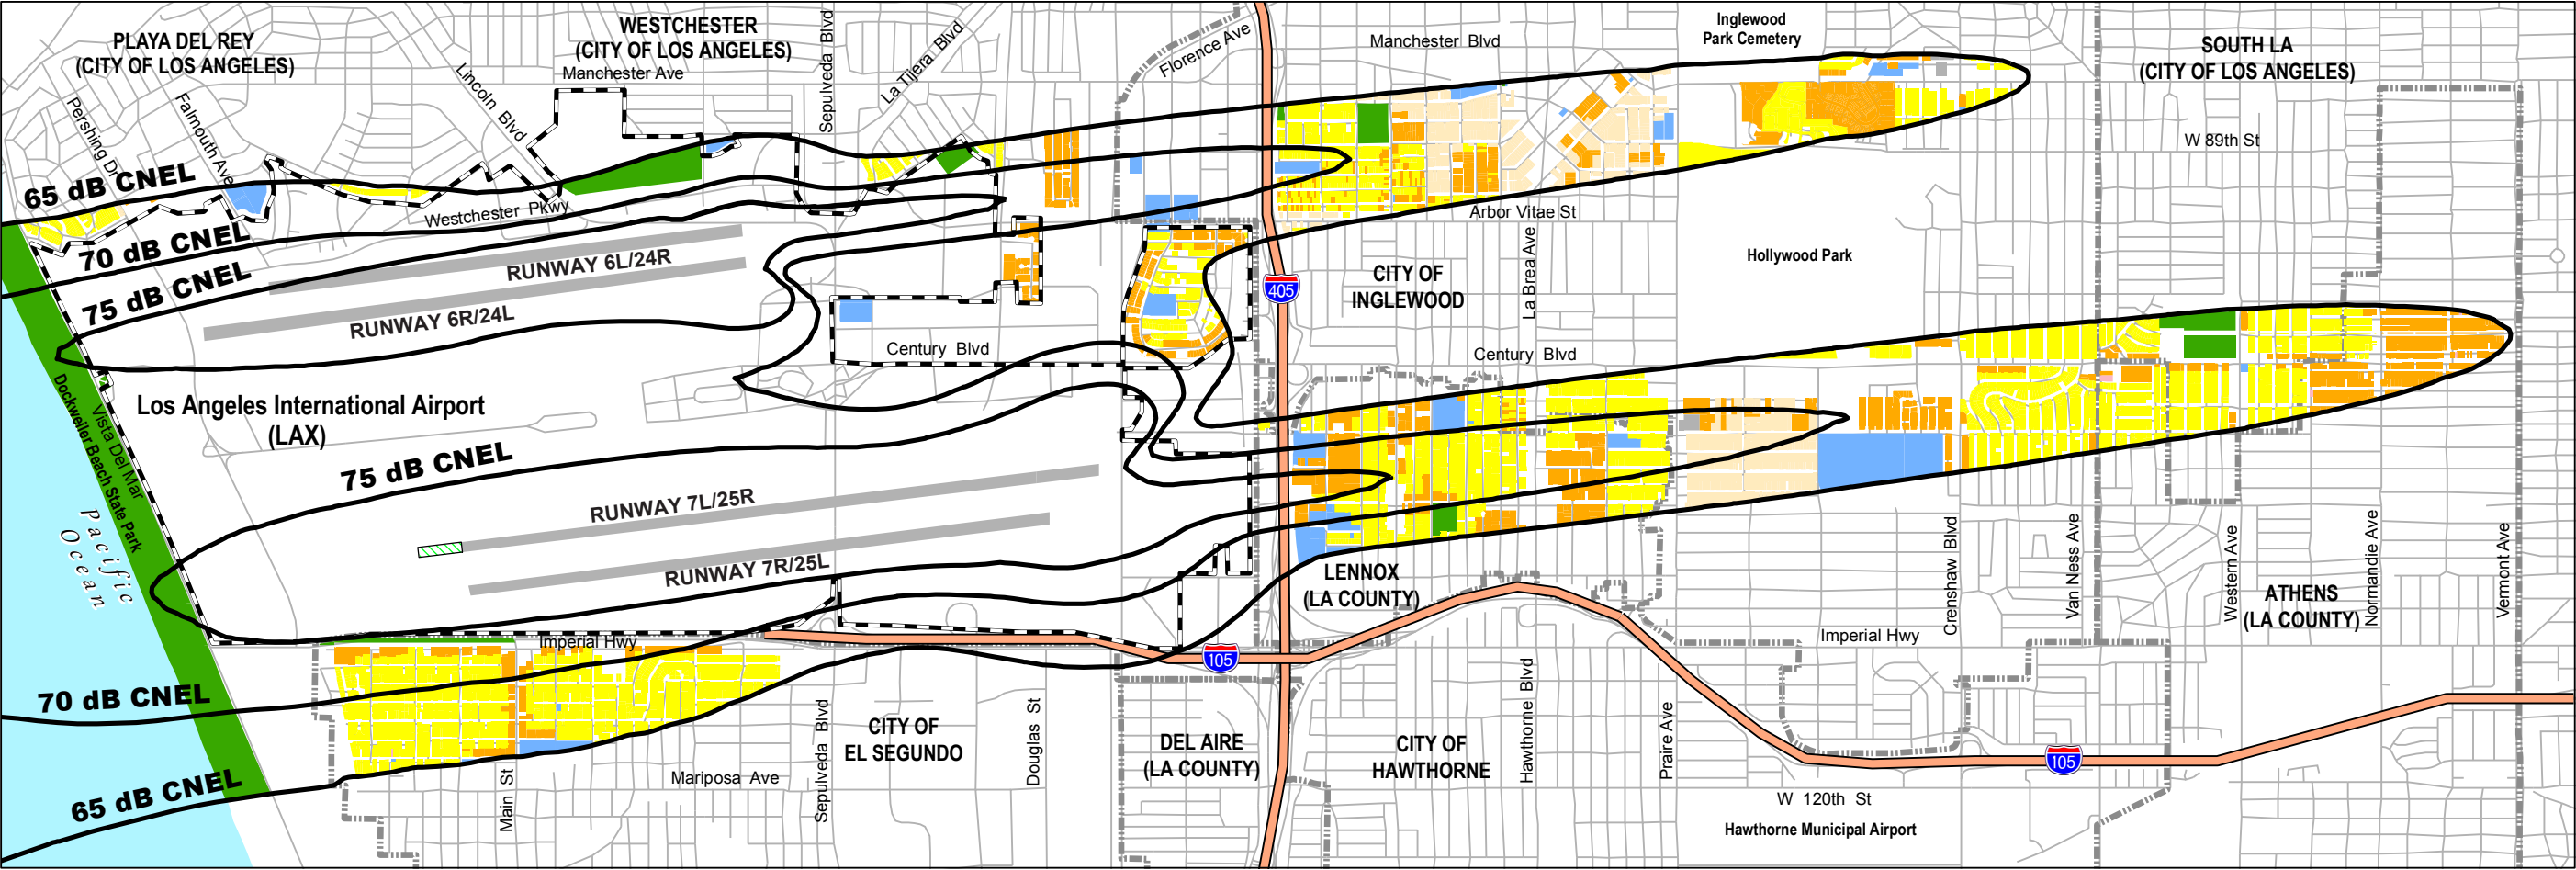 PLAYA DEL REY
(CITY OF LOS ANGELES)
WESTCHESTER
(CITY OF LOS ANGELES)
Manchester Ave
Sepulveda Blvd
La Tijera Blvd
Florence Ave
Manchester Blvd
Inglewood
Park Cemetery
SOUTH LA
(CITY OF LOS ANGELES)
Pershing Dr
Falmouth Ave
Lincoln Blvd
W 89th St
65 dB CNEL
Westchester Pkwy
Arbor Vitae St
70 dB CNEL
75 dB CNEL
RUNWAY 6L/24R
RUNWAY 6R/24L
Hollywood Park
CITY OF
INGLEWOOD
La Brea Ave
405
Century Blvd
Century Blvd
Los Angeles International Airport
(LAX)
Vista Del Mar
Dockweiler Beach State Park
Pacific
Ocean
75 dB CNEL
RUNWAY 7L/25R
RUNWAY 7R/25L
LENNOX
(LA COUNTY)
Crenshaw Blvd
Van Ness Ave
Western Ave
Normandie Ave
Vermont Ave
ATHENS
(LA COUNTY)
Imperial Hwy
Imperial Hwy
105
70 dB CNEL
65 dB CNEL
Main St
Mariposa Ave
Sepulveda Blvd
CITY OF
EL SEGUNDO
Douglas St
DEL AIRE
(LA COUNTY)
CITY OF
HAWTHORNE
Hawthorne Blvd
Praire Ave
105
W 120th St
Hawthorne Municipal Airport